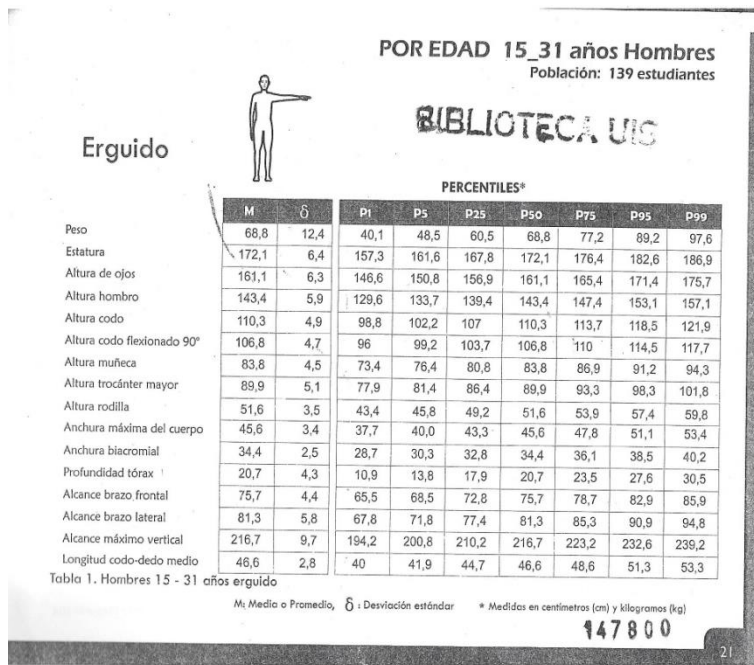 POR EDAD 15_31 años Hombres
Población: 139 estudiantes
BIBLIOTECA UIS
Erguido
PERCENTILES*
M δ P1 P5 P25 P50 P75 P95 P99
Peso 68,8 12,4 40,1 48,5 60,5 68,8 77,2 89,2 97,6
Estatura 172,1 6,4 157,3 161,6 167,8 172,1 176,4 182,6 186,9
Altura de ojos 161,1 6,3 146,6 150,8 156,9 161,1 165,4 171,4 175,7
Altura hombro 143,4 5,9 129,6 133,7 139,4 143,4 147,4 153,1 157,1
Altura codo 110,3 4,9 98,8 102,2 107 110,3 113,7 118,5 121,9
Altura codo flexionado 90° 106,8 4,7 96 99,2 103,7 106,8 110 114,5 117,7
Altura muñeca 83,8 4,5 73,4 76,4 80,8 83,8 86,9 91,2 94,3
Altura trocánter mayor 89,9 5,1 77,9 81,4 86,4 89,9 93,3 98,3 101,8
Altura rodilla 51,6 3,5 43,4 45,8 49,2 51,6 53,9 57,4 59,8
Anchura máxima del cuerpo 45,6 3,4 37,7 40,0 43,3 45,6 47,8 51,1 53,4
Anchura biacromial 34,4 2,5 28,7 30,3 32,8 34,4 36,1 38,5 40,2
Profundidad tórax 20,7 4,3 10,9 13,8 17,9 20,7 23,5 27,6 30,5
Alcance brazo frontal 75,7 4,4 65,5 68,5 72,8 75,7 78,7 82,9 85,9
Alcance brazo lateral 81,3 5,8 67,8 71,8 77,4 81,3 85,3 90,9 94,8
Alcance máximo vertical 216,7 9,7 194,2 200,8 210,2 216,7 223,2 232,6 239,2
Longitud codo-dedo medio 46,6 2,8 40 41,9 44,7 46,6 48,6 51,3 53,3
Tabla 1. Hombres 15 - 31 años erguido
M: Media o Promedio, δ : Desviación estándar * Medidas en centímetros (cm) y kilogramos (kg)
147800
21